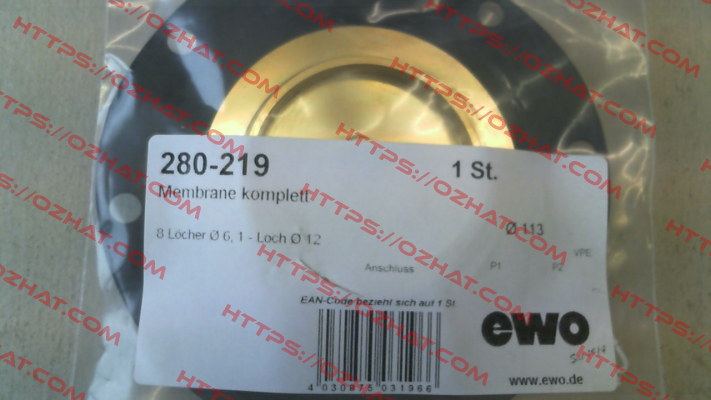 280-219 1 St.
Membrane komplett
Ø 113
8 Löcher Ø 6, 1 - Loch Ø 12
VPE
Anschluss P1 P2
EAN-Code bezieht sich auf 1 St
ewo
4 030975 031966
www.ewo.de
HTTPS://OZHAT.COM